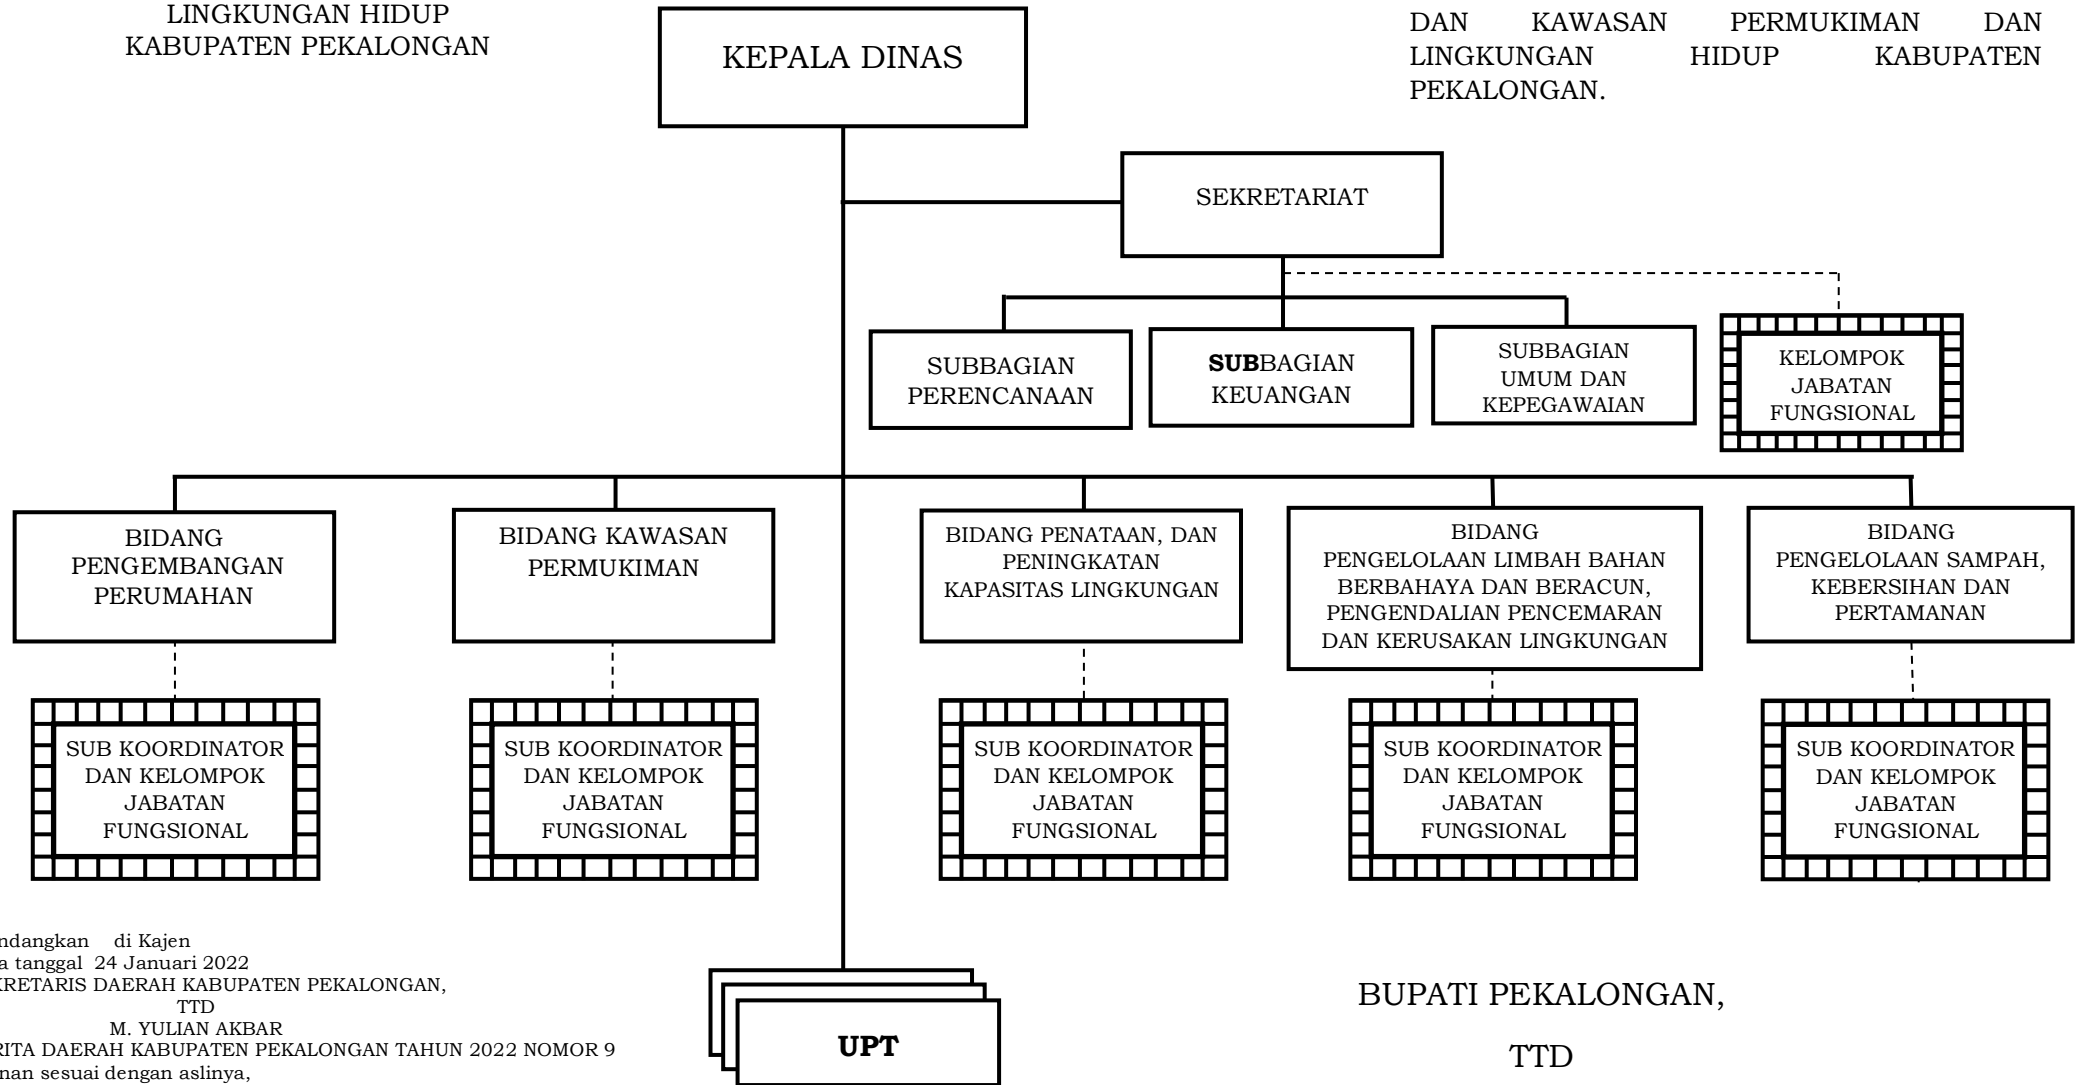 LINGKUNGAN HIDUP
KABUPATEN PEKALONGAN
DAN KAWASAN PERMUKIMAN DAN
LINGKUNGAN HIDUP KABUPATEN
PEKALONGAN.
KEPALA DINAS
SEKRETARIAT
SUBBAGIAN
PERENCANAAN
SUBBAGIAN
KEUANGAN
SUBBAGIAN
UMUM DAN
KEPEGAWAIAN
KELOMPOK
JABATAN
FUNGSIONAL
BIDANG
PENGEMBANGAN
PERUMAHAN
BIDANG KAWASAN
PERMUKIMAN
BIDANG PENATAAN, DAN
PENINGKATAN
KAPASITAS LINGKUNGAN
BIDANG
PENGELOLAAN LIMBAH BAHAN
BERBAHAYA DAN BERACUN,
PENGENDALIAN PENCEMARAN
DAN KERUSAKAN LINGKUNGAN
BIDANG
PENGELOLAAN SAMPAH,
KEBERSIHAN DAN
PERTAMANAN
SUB KOORDINATOR
DAN KELOMPOK
JABATAN
FUNGSIONAL
SUB KOORDINATOR
DAN KELOMPOK
JABATAN
FUNGSIONAL
SUB KOORDINATOR
DAN KELOMPOK
JABATAN
FUNGSIONAL
SUB KOORDINATOR
DAN KELOMPOK
JABATAN
FUNGSIONAL
SUB KOORDINATOR
DAN KELOMPOK
JABATAN
FUNGSIONAL
ndangkan di Kajen
a tanggal 24 Januari 2022
KRETARIS DAERAH KABUPATEN PEKALONGAN,
TTD
M. YULIAN AKBAR
RITA DAERAH KABUPATEN PEKALONGAN TAHUN 2022 NOMOR 9
nan sesuai dengan aslinya,
UPT
BUPATI PEKALONGAN,
TTD